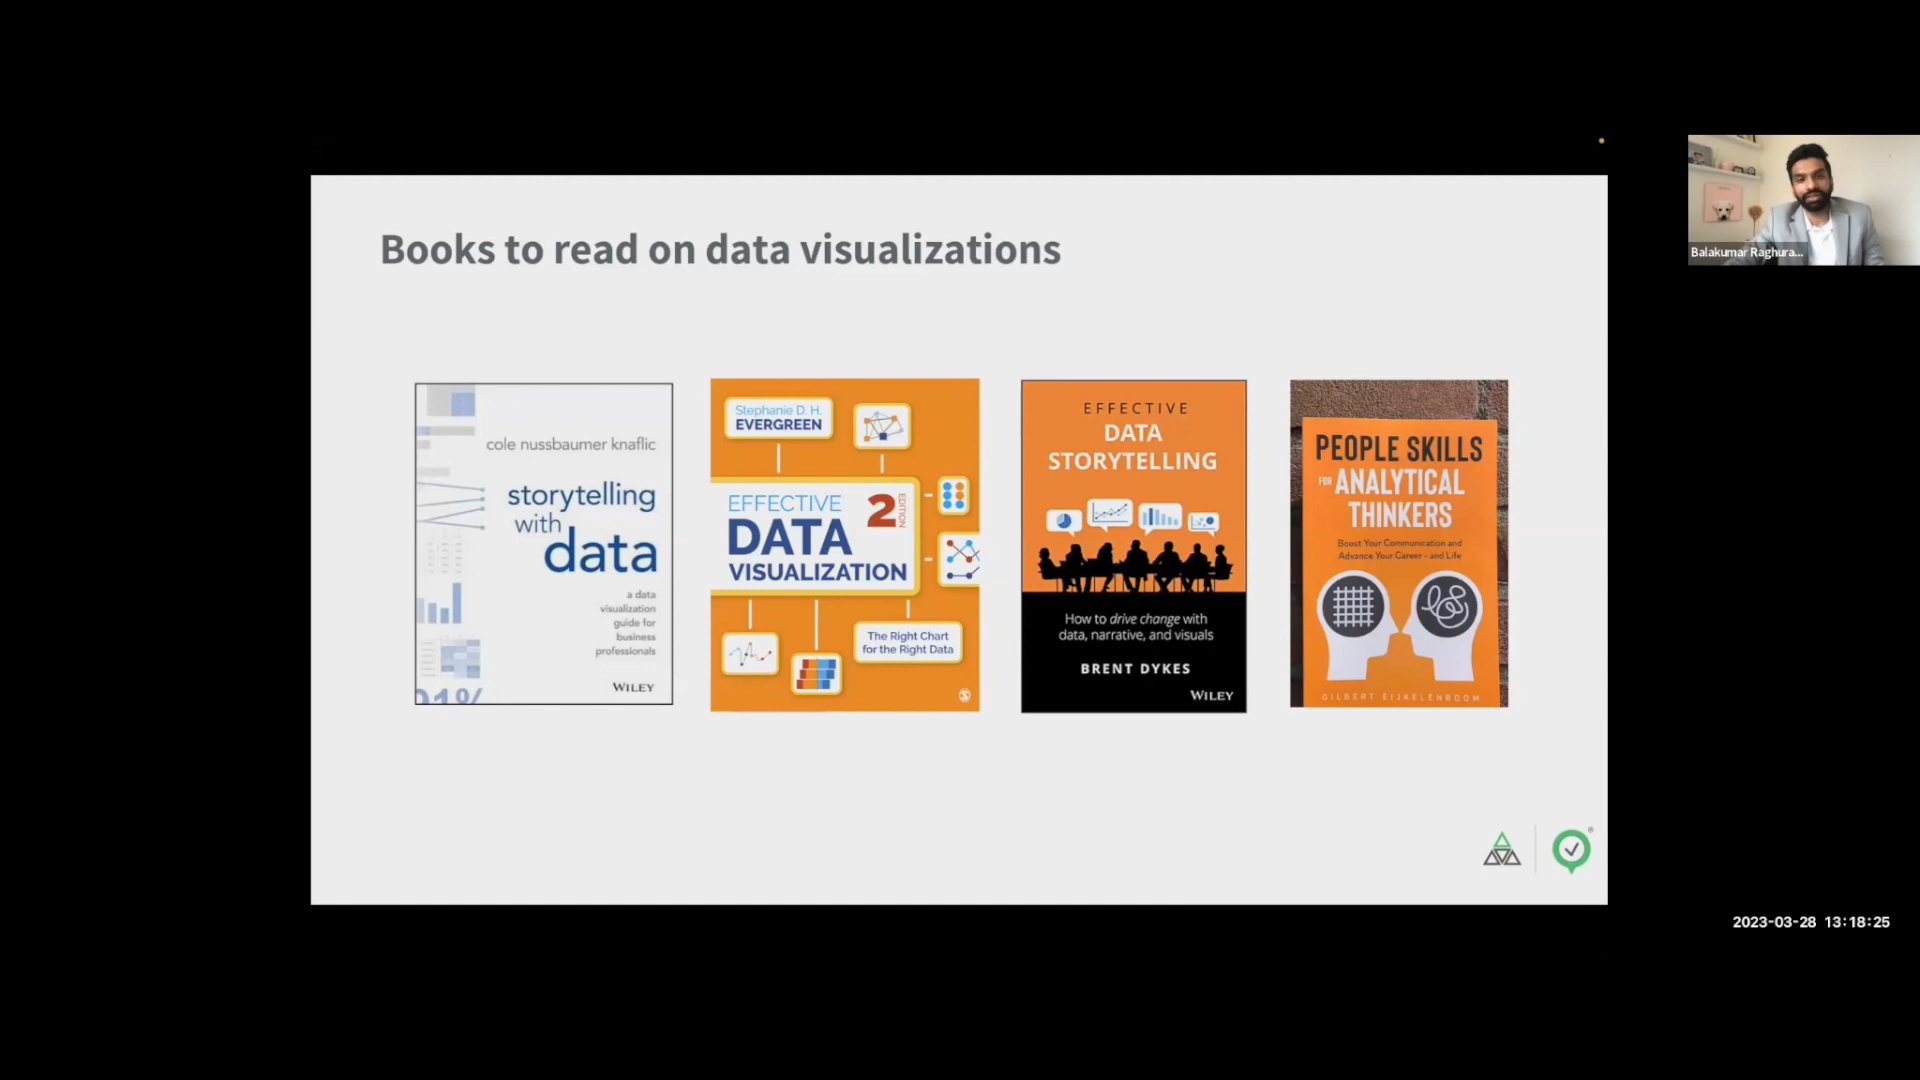 Books to read on data visualizations
cole nussbaumer knaflic
storytelling
with
data
a data
visualization
guide for
business
professionals
WILEY
91%
Stephanie D. H.
EVERGREEN
EFFECTIVE
DATA
VISUALIZATION
2
EDITION
The Right Chart
for the Right Data
EFFECTIVE
DATA
STORYTELLING
How to drive change with
data, narrative, and visuals
BRENT DYKES
WILEY
PEOPLE SKILLS
FOR ANALYTICAL
THINKERS
Boost Your Communication and
Advance Your Career - and Life
GILBERT EIJKELENBOOM
Balakumar Raghura...
2023-03-28 13:18:25